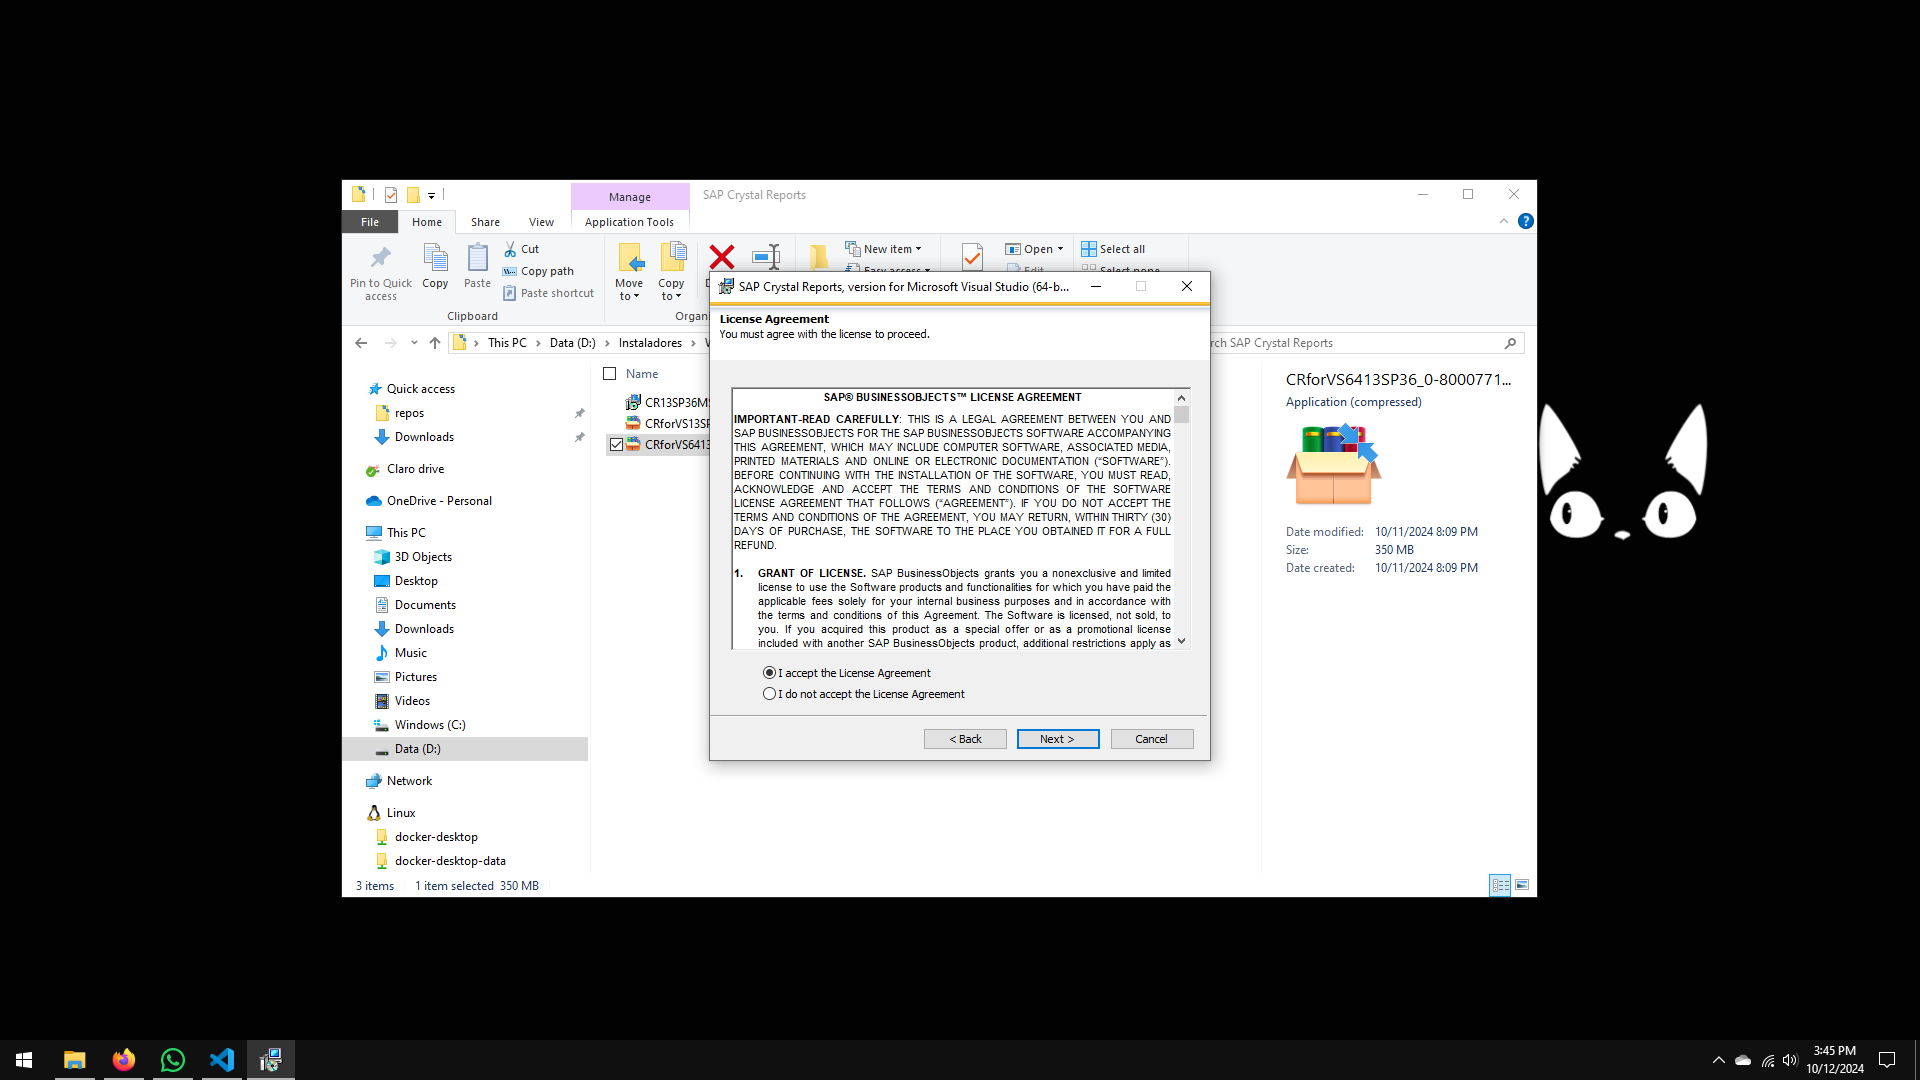 Manage
SAP Crystal Reports
File
Home
Share
View
Application Tools
Pin to Quick
access
Copy
Paste
Cut
Copy path
Paste shortcut
Clipboard
Move
to
Copy
to
New item
Open
Select all
SAP Crystal Reports, version for Microsoft Visual Studio (64-b...
License Agreement
You must agree with the license to proceed.
This PC
Data (D:)
Instaladores
SAP Crystal Reports
Quick access
repos
Downloads
Claro drive
OneDrive - Personal
This PC
3D Objects
Desktop
Documents
Downloads
Music
Pictures
Videos
Windows (C:)
Data (D:)
Network
Linux
docker-desktop
docker-desktop-data
Name
CR13SP36MS
CRforVS13SP
CRforVS6413
SAP® BUSINESSOBJECTS™ LICENSE AGREEMENT
IMPORTANT-READ CAREFULLY: THIS IS A LEGAL AGREEMENT BETWEEN YOU AND
SAP BUSINESSOBJECTS FOR THE SAP BUSINESSOBJECTS SOFTWARE ACCOMPANYING
THIS AGREEMENT, WHICH MAY INCLUDE COMPUTER SOFTWARE, ASSOCIATED MEDIA,
PRINTED MATERIALS AND ONLINE OR ELECTRONIC DOCUMENTATION (“SOFTWARE”).
BEFORE CONTINUING WITH THE INSTALLATION OF THE SOFTWARE, YOU MUST READ,
ACKNOWLEDGE AND ACCEPT THE TERMS AND CONDITIONS OF THE SOFTWARE
LICENSE AGREEMENT THAT FOLLOWS (“AGREEMENT”). IF YOU DO NOT ACCEPT THE
TERMS AND CONDITIONS OF THE AGREEMENT, YOU MAY RETURN, WITHIN THIRTY (30)
DAYS OF PURCHASE, THE SOFTWARE TO THE PLACE YOU OBTAINED IT FOR A FULL
REFUND.
1. GRANT OF LICENSE. SAP BusinessObjects grants you a nonexclusive and limited
license to use the Software products and functionalities for which you have paid the
applicable fees solely for your internal business purposes and in accordance with
the terms and conditions of this Agreement. The Software is licensed, not sold, to
you. If you acquired this product as a special offer or as a promotional license
included with another SAP BusinessObjects product, additional restrictions apply as
I accept the License Agreement
I do not accept the License Agreement
< Back
Next >
Cancel
CRforVS6413SP36_0-8000771...
Application (compressed)
Date modified: 10/11/2024 8:09 PM
Size: 350 MB
Date created: 10/11/2024 8:09 PM
3 items
1 item selected 350 MB
3:45 PM
10/12/2024